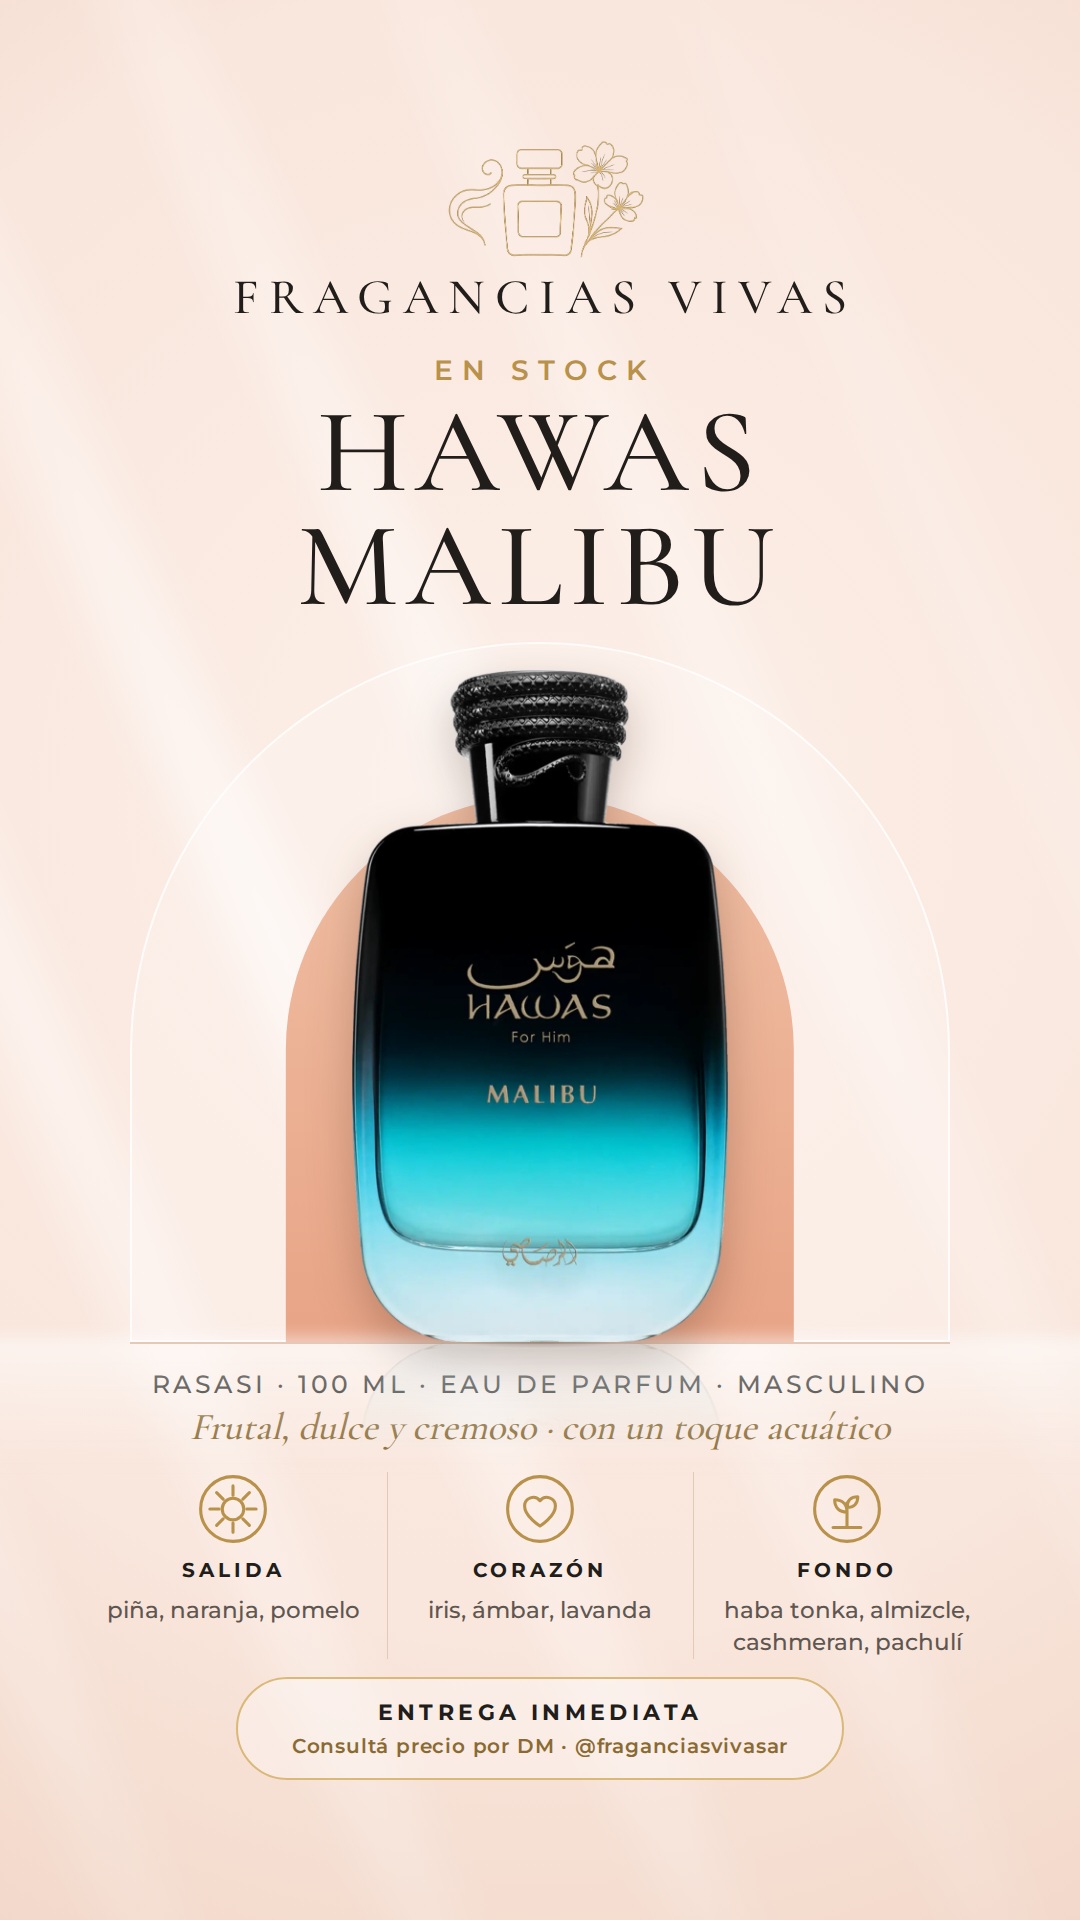 FRAGANCIAS VIVAS
EN STOCK
HAWAS
MALIBU
هوَس
HAWAS
For Him
MALIBU
الرصاصي
RASASI · 100 ML · EAU DE PARFUM · MASCULINO
Frutal, dulce y cremoso · con un toque acuático
SALIDA
piña, naranja, pomelo
CORAZÓN
iris, ámbar, lavanda
FONDO
haba tonka, almizcle,
cashmeran, pachulí
ENTREGA INMEDIATA
Consultá precio por DM · @fraganciasvivasar